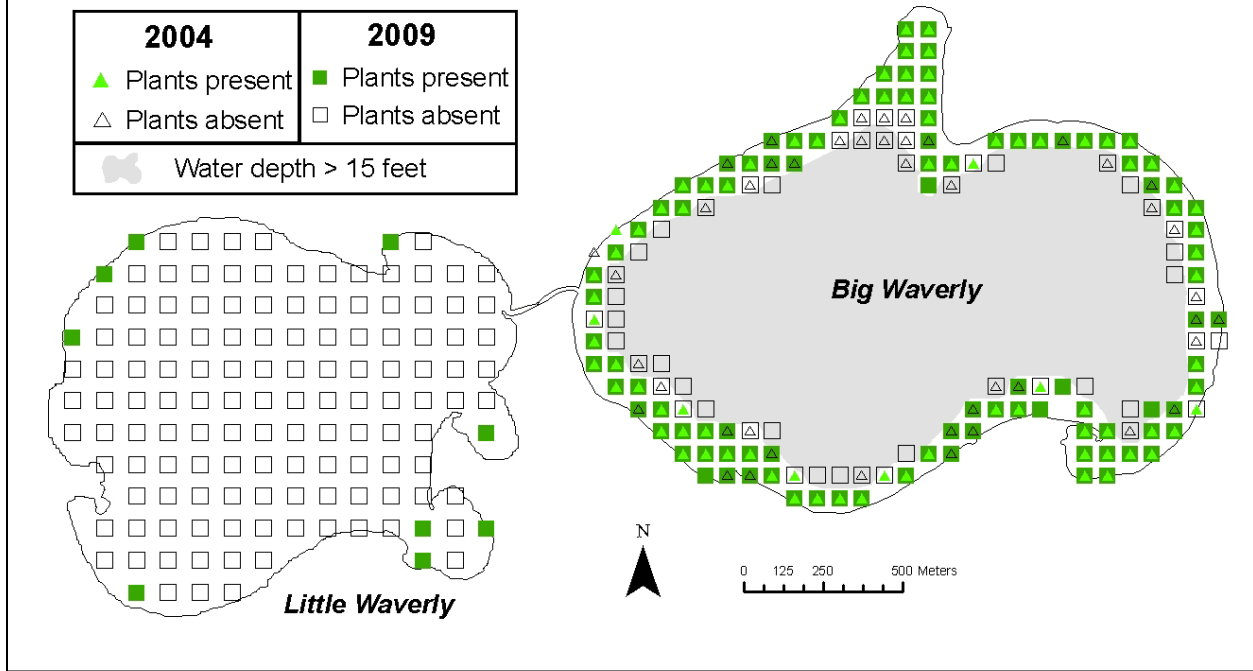 2004
Plants present
Plants absent
2009
Plants present
Plants absent
Water depth > 15 feet
Big Waverly
Little Waverly
N
0 125 250 500 Meters